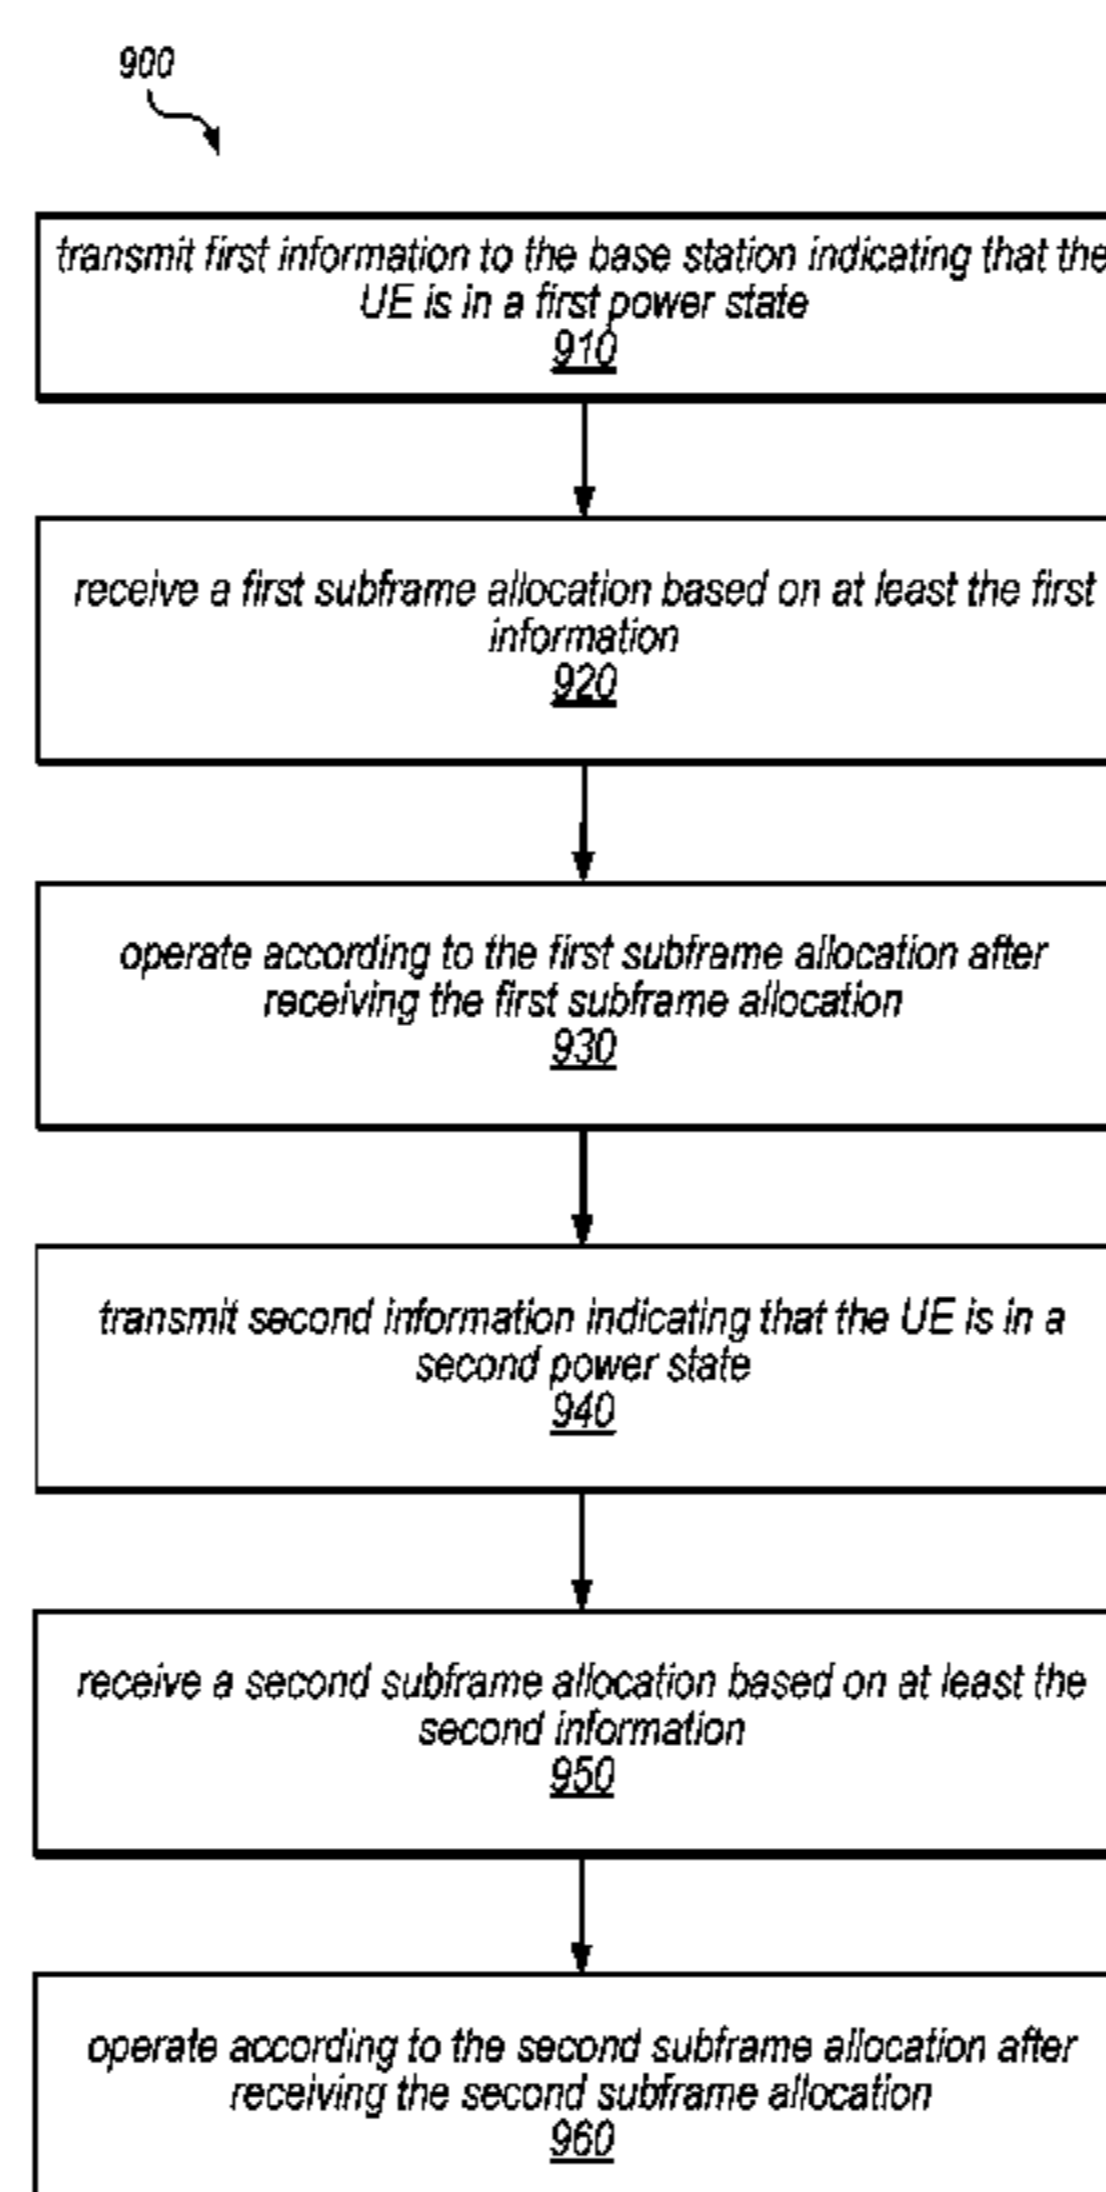 900
transmit first information to the base station indicating that the
UE is in a first power state
910
receive a first subframe allocation based on at least the first
information
920
operate according to the first subframe allocation after
receiving the first subframe allocation
930
transmit second information indicating that the UE is in a
second power state
940
receive a second subframe allocation based on at least the
second information
950
operate according to the second subframe allocation after
receiving the second subframe allocation
960